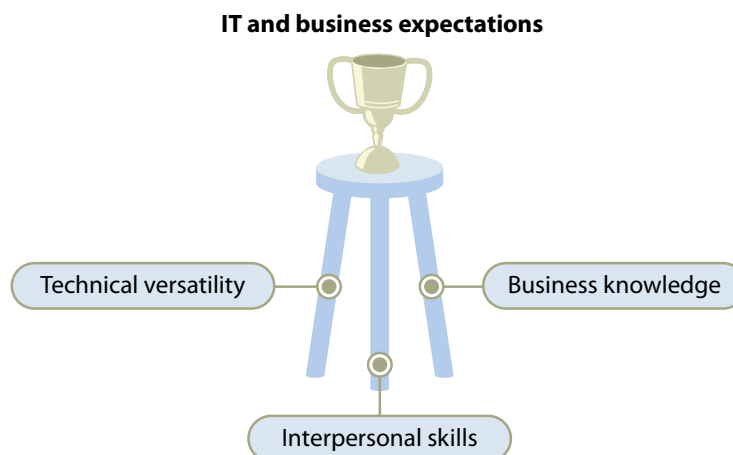 IT and business expectations
Technical versatility
Business knowledge
Interpersonal skills